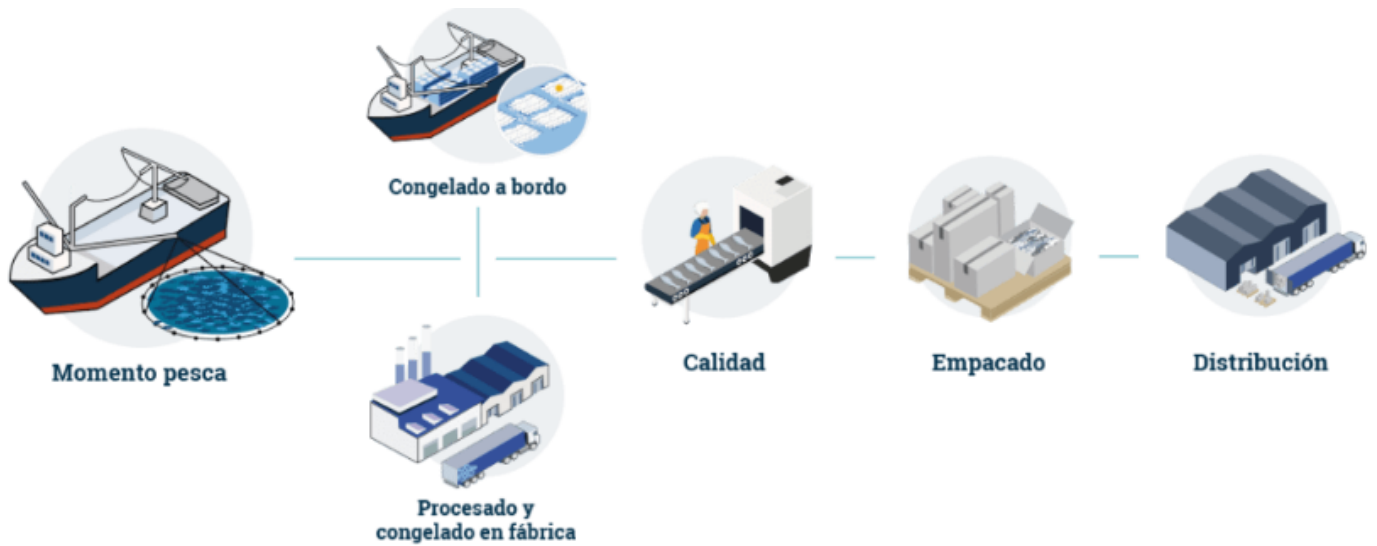 Congelado a bordo
Momento pesca
Calidad
Empacado
Distribución
Procesado y
congelado en fábrica